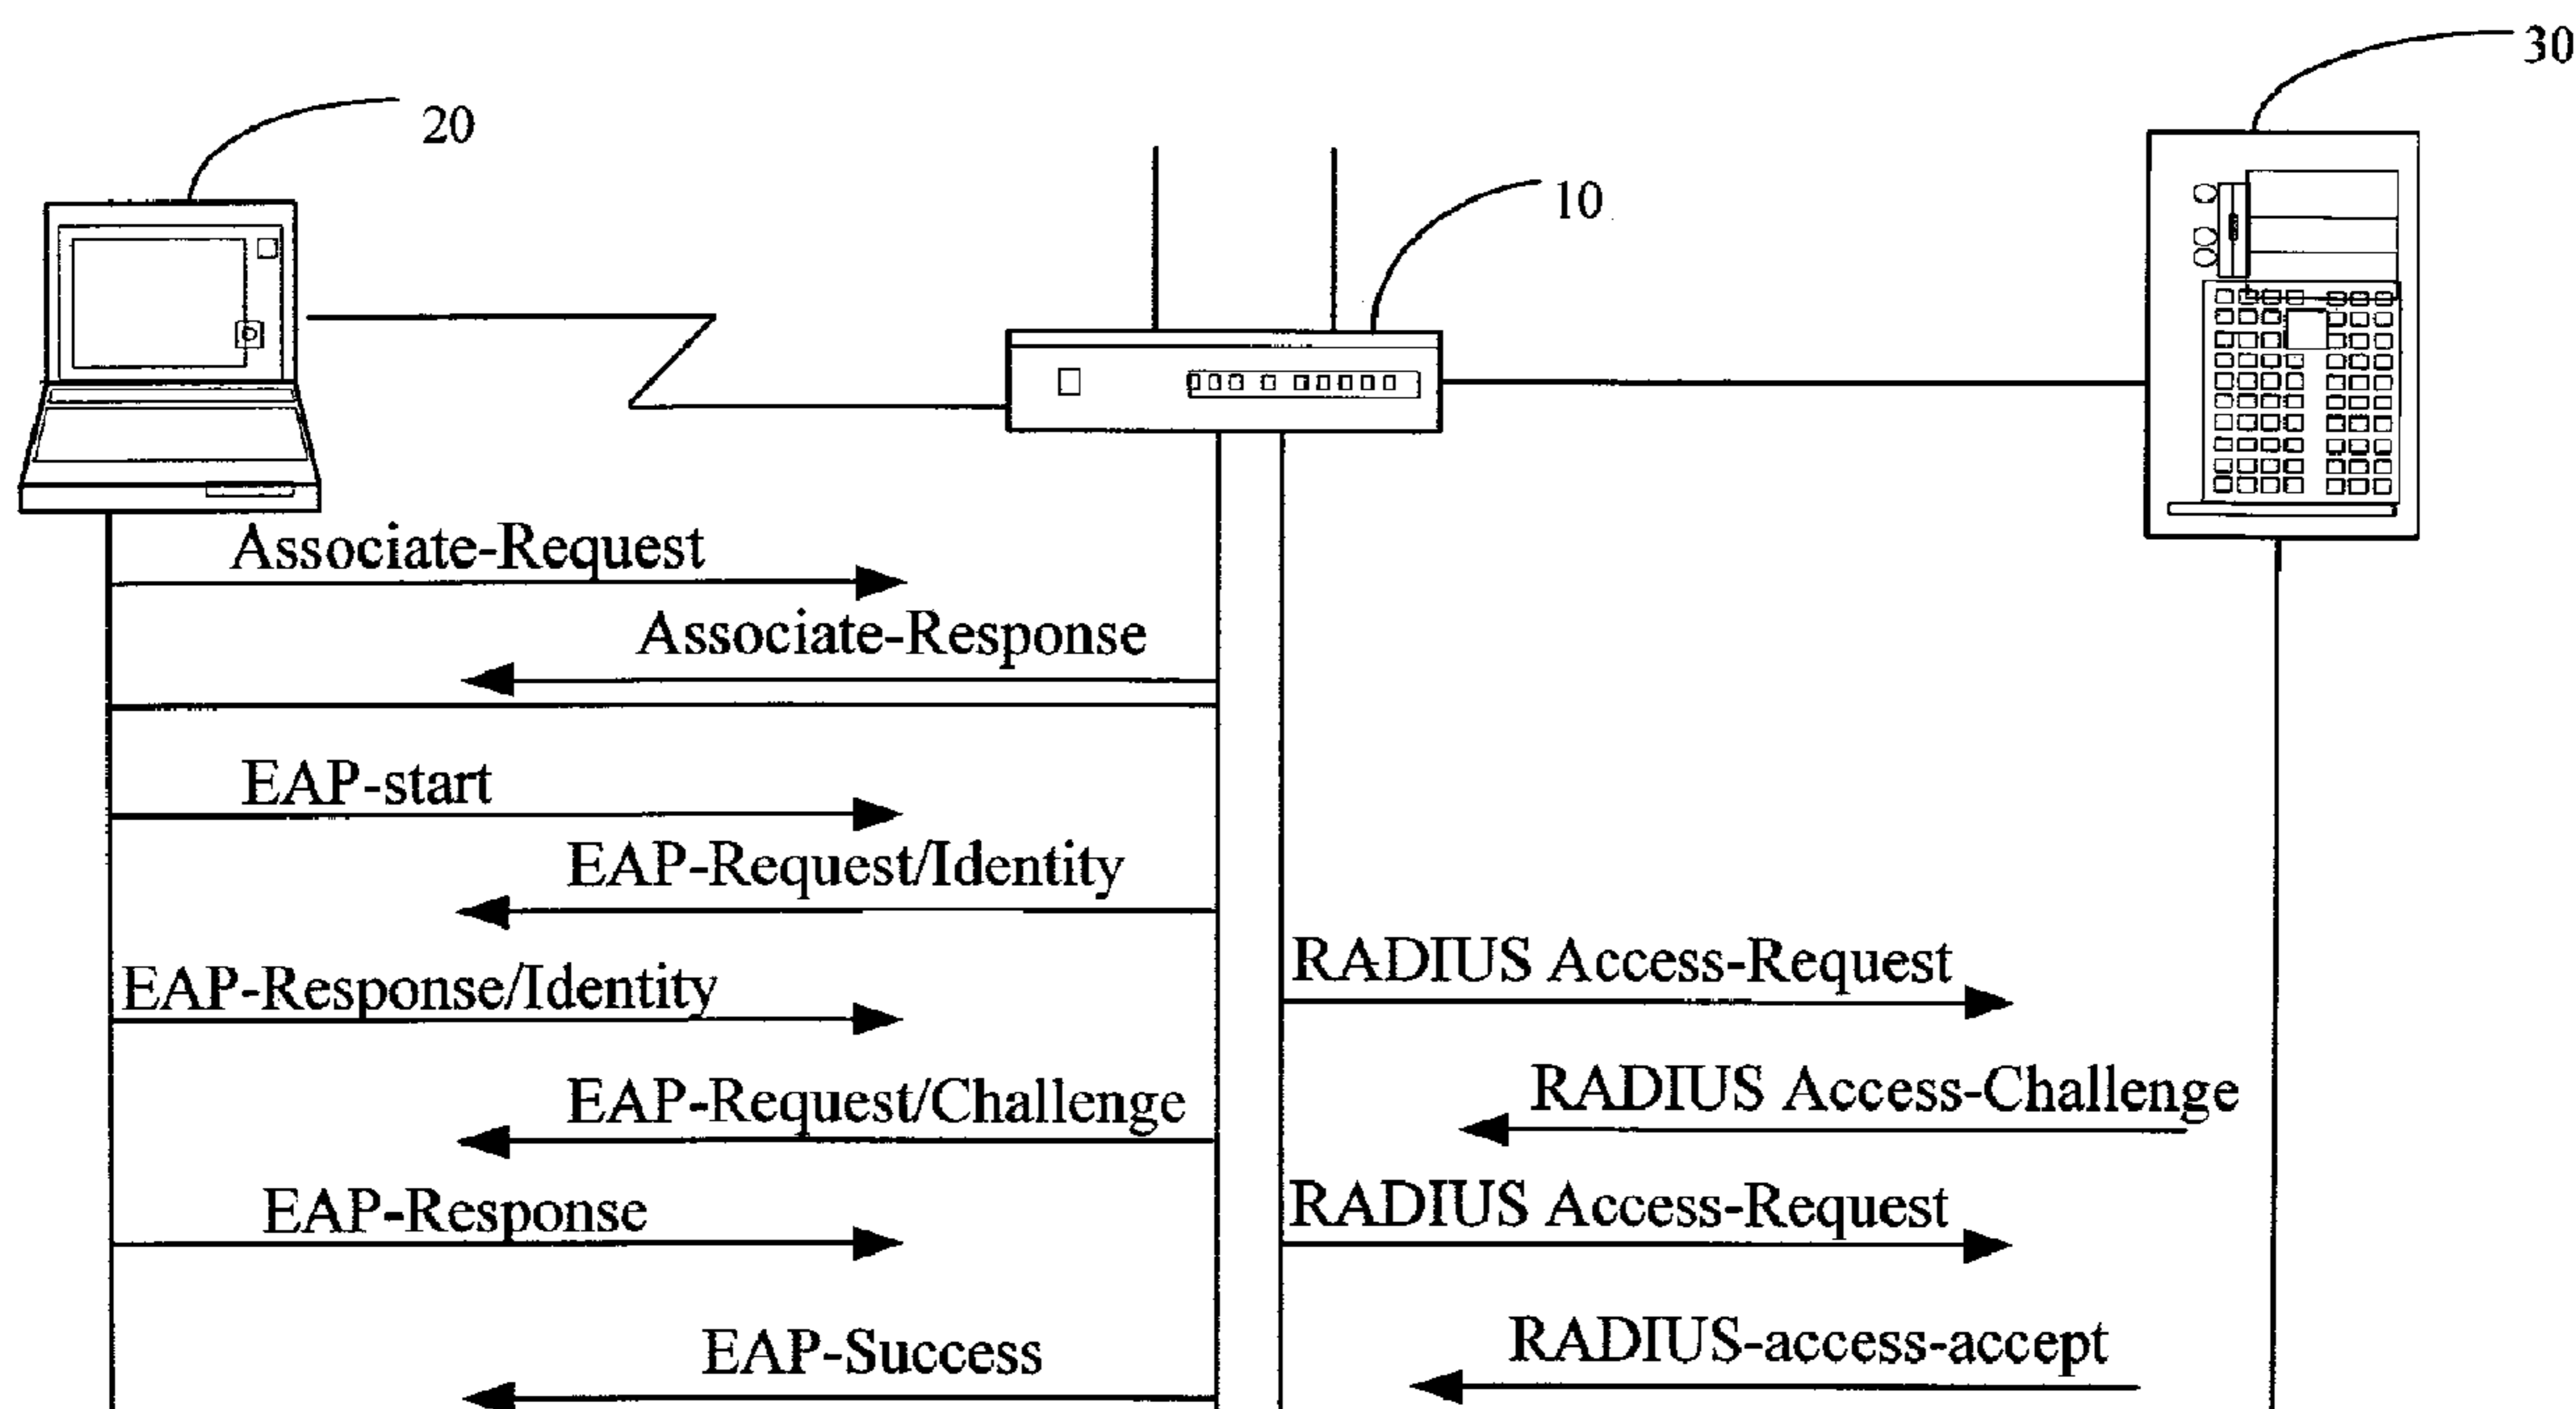 30
20
10
Associate-Request
Associate-Response
EAP-start
EAP-Request/Identity
RADIUS Access-Request
EAP-Response/Identity
RADIUS Access-Challenge
EAP-Request/Challenge
RADIUS Access-Request
EAP-Response
RADIUS-access-accept
EAP-Success